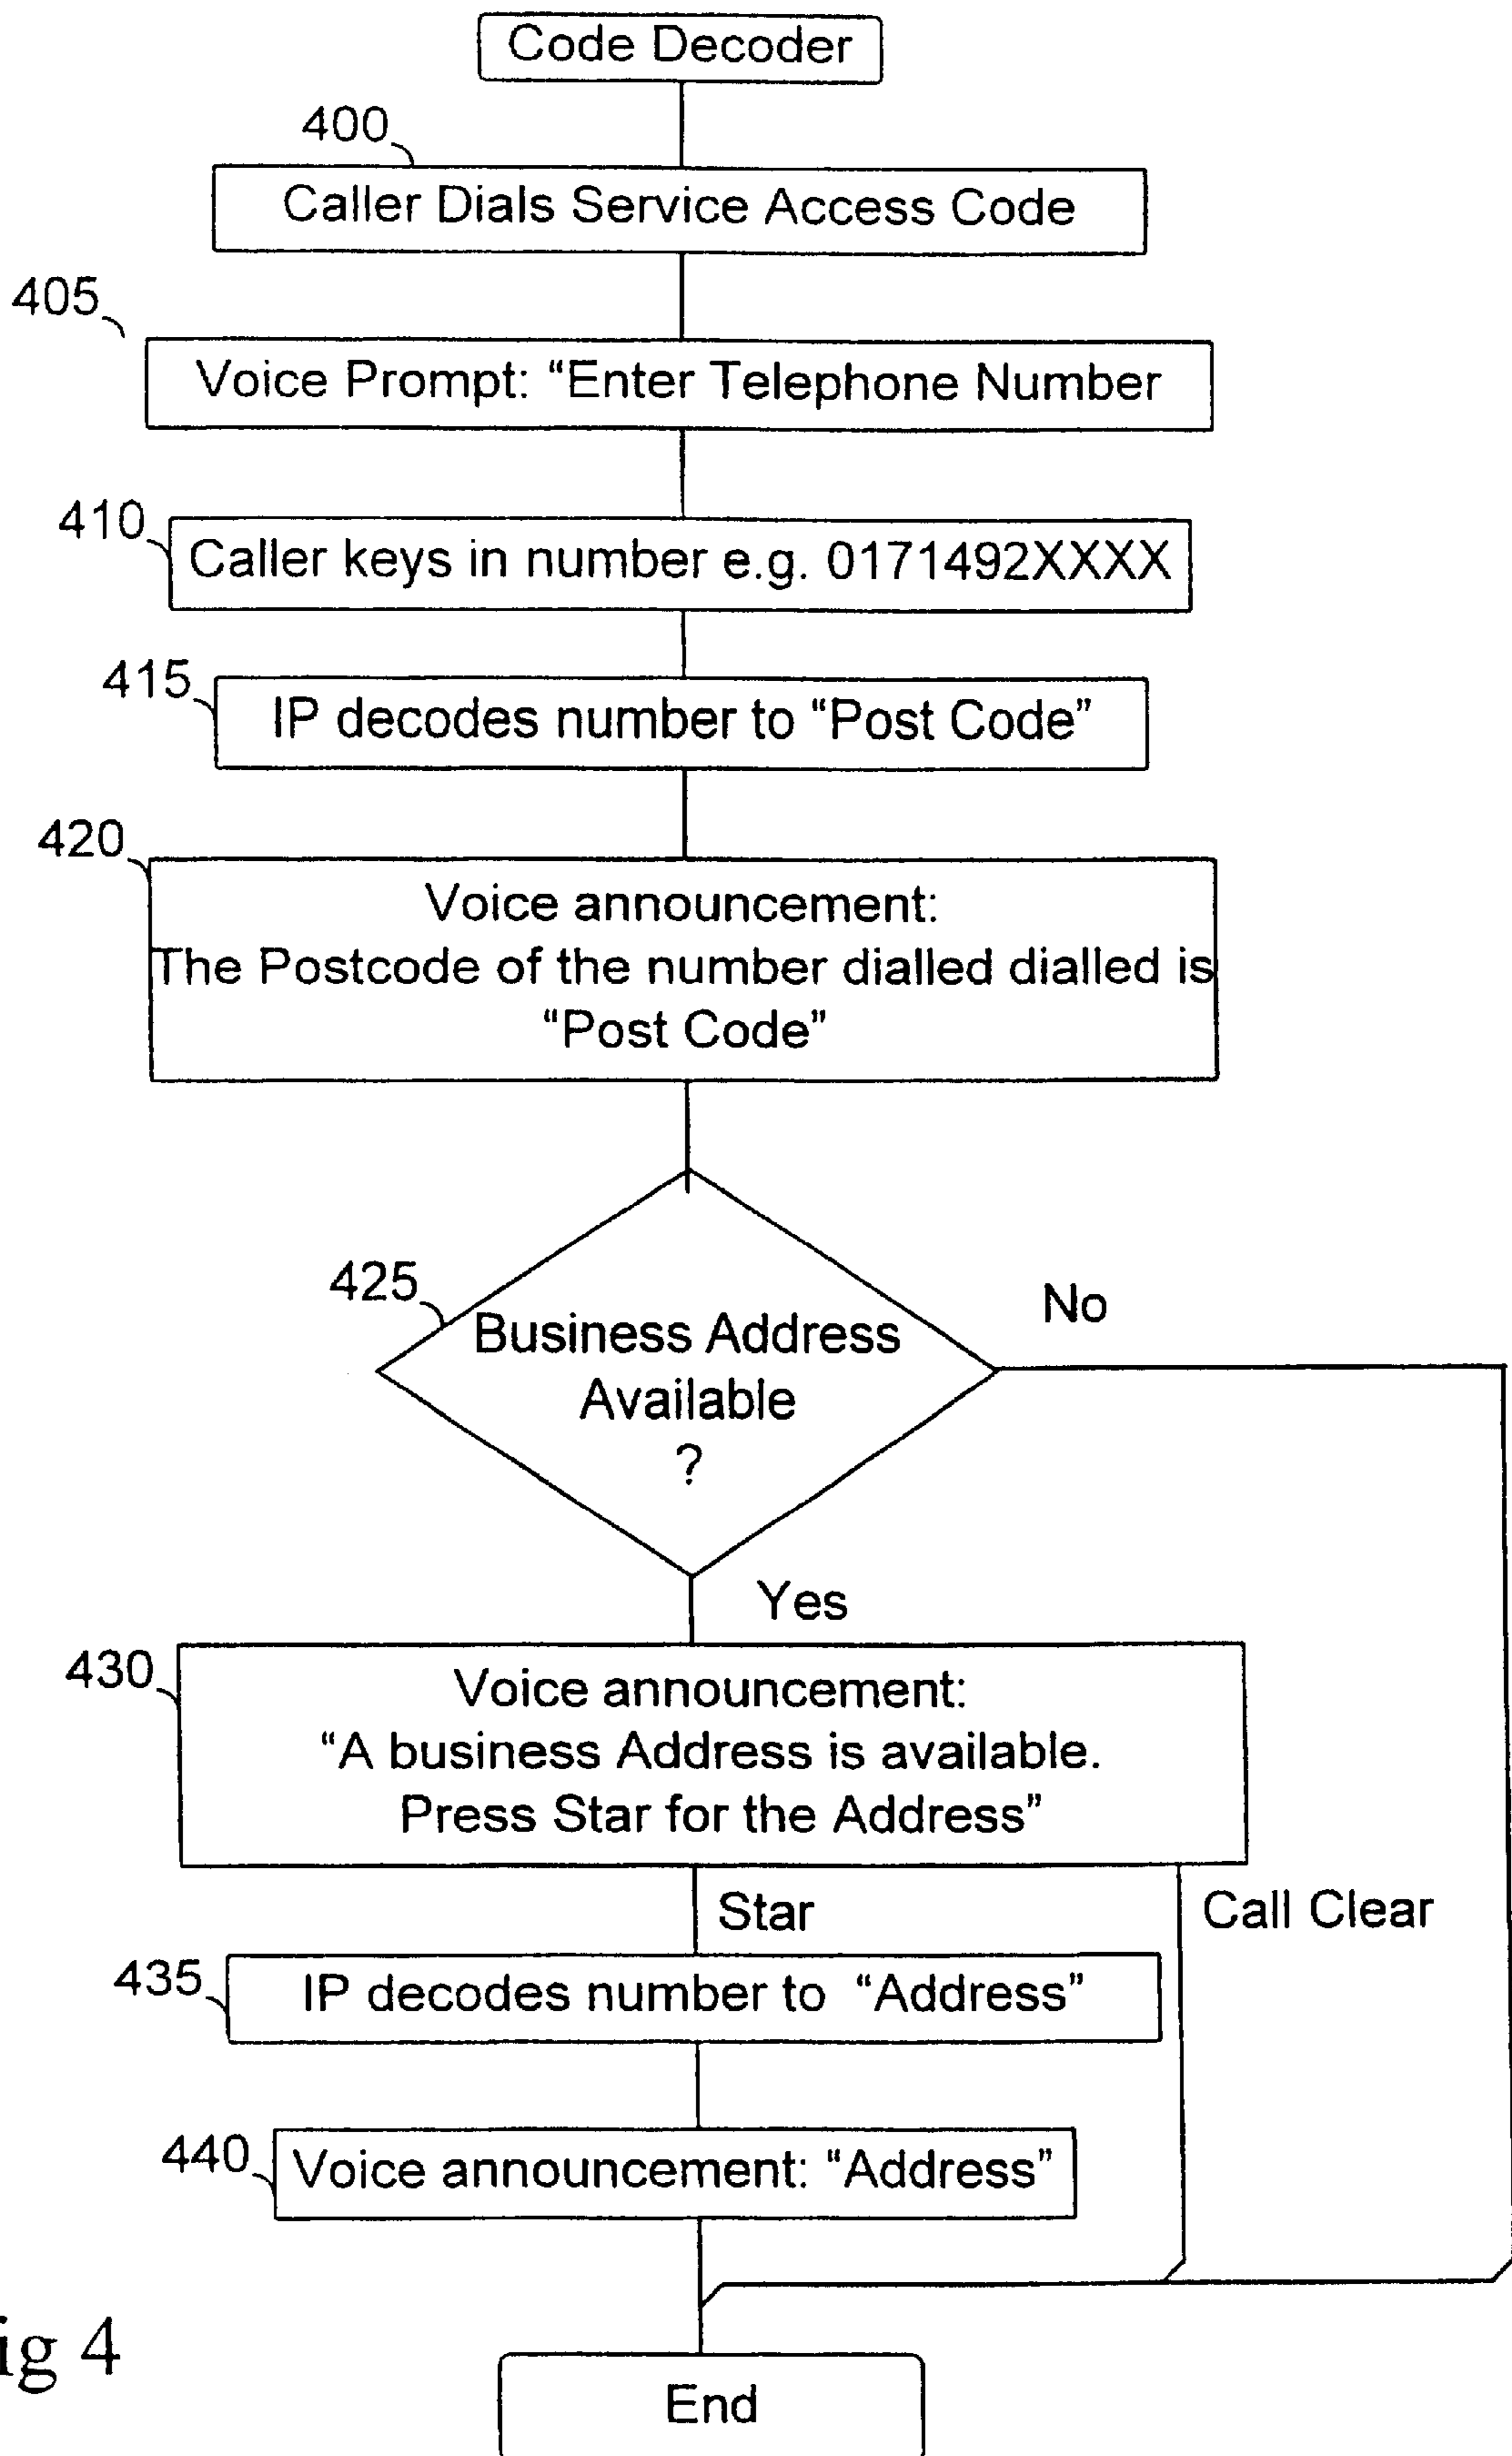 Code Decoder
400
Caller Dials Service Access Code
405
Voice Prompt: “Enter Telephone Number
410
Caller keys in number e.g. 0171492XXXX
415
IP decodes number to “Post Code”
420
Voice announcement:
The Postcode of the number dialled dialled is
“Post Code”
425
Business Address
Available
?
No
Yes
430
Voice announcement:
“A business Address is available.
Press Star for the Address”
Star
Call Clear
435
IP decodes number to “Address”
440
Voice announcement: “Address”
ig 4
End